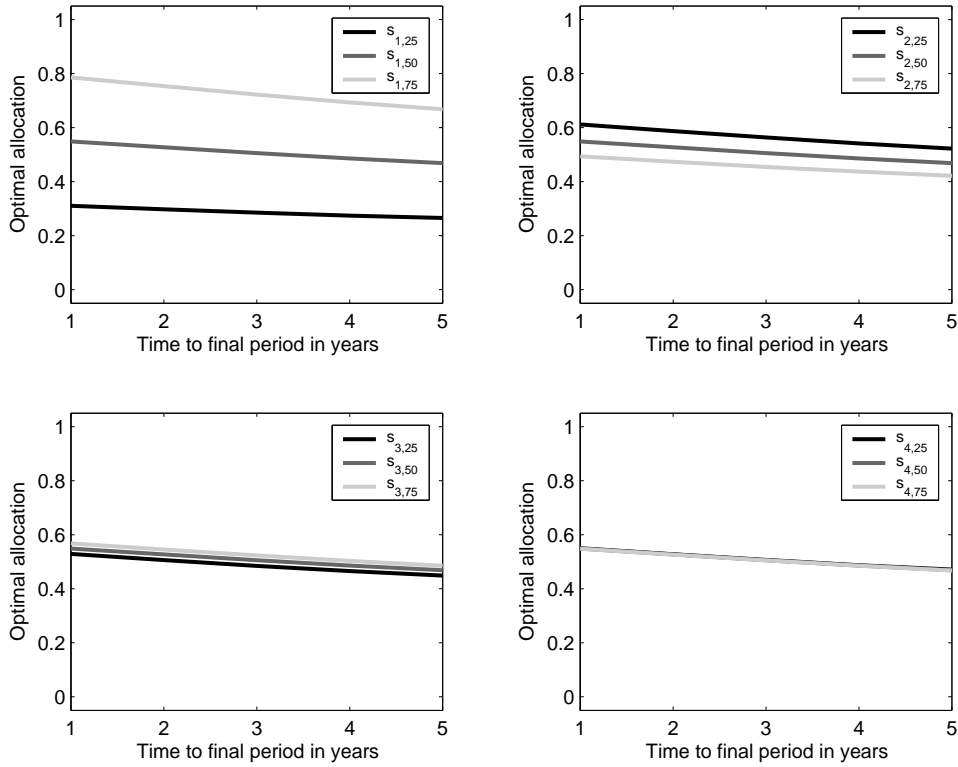 1
0.8
0.6
0.4
0.2
0
Optimal allocation
1 2 3 4 5
Time to final period in years
s1,25
s1,50
s1,75
1
0.8
0.6
0.4
0.2
0
Optimal allocation
1 2 3 4 5
Time to final period in years
s2,25
s2,50
s2,75
1
0.8
0.6
0.4
0.2
0
Optimal allocation
1 2 3 4 5
Time to final period in years
s3,25
s3,50
s3,75
1
0.8
0.6
0.4
0.2
0
Optimal allocation
1 2 3 4 5
Time to final period in years
s4,25
s4,50
s4,75